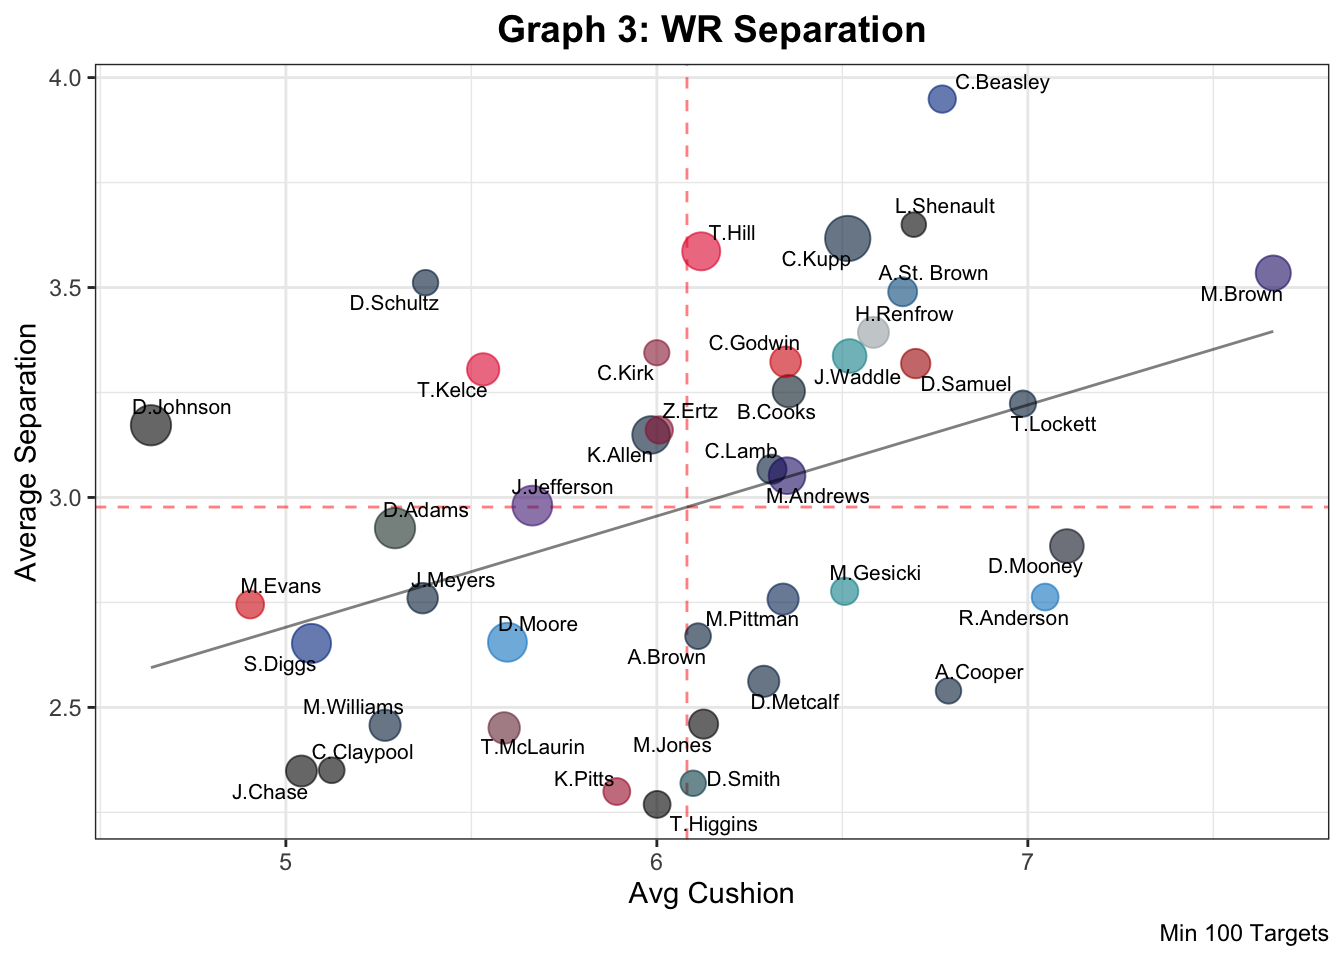 Graph 3: WR Separation
4.0
C.Beasley
L.Shenault
T.Hill
C.Kupp
A.St. Brown
3.5
M.Brown
D.Schultz
H.Renfrow
C.Godwin
C.Kirk
J.Waddle
D.Samuel
T.Kelce
D.Johnson
Z.Ertz
B.Cooks
T.Lockett
K.Allen
C.Lamb
J.Jefferson
M.Andrews
3.0
D.Adams
D.Mooney
M.Evans
J.Meyers
M.Gesicki
D.Moore
M.Pittman
R.Anderson
S.Diggs
A.Brown
A.Cooper
M.Williams
D.Metcalf
2.5
T.McLaurin
M.Jones
C.Claypool
J.Chase
K.Pitts
D.Smith
T.Higgins
Average Separation
5
6
7
Avg Cushion
Min 100 Targets